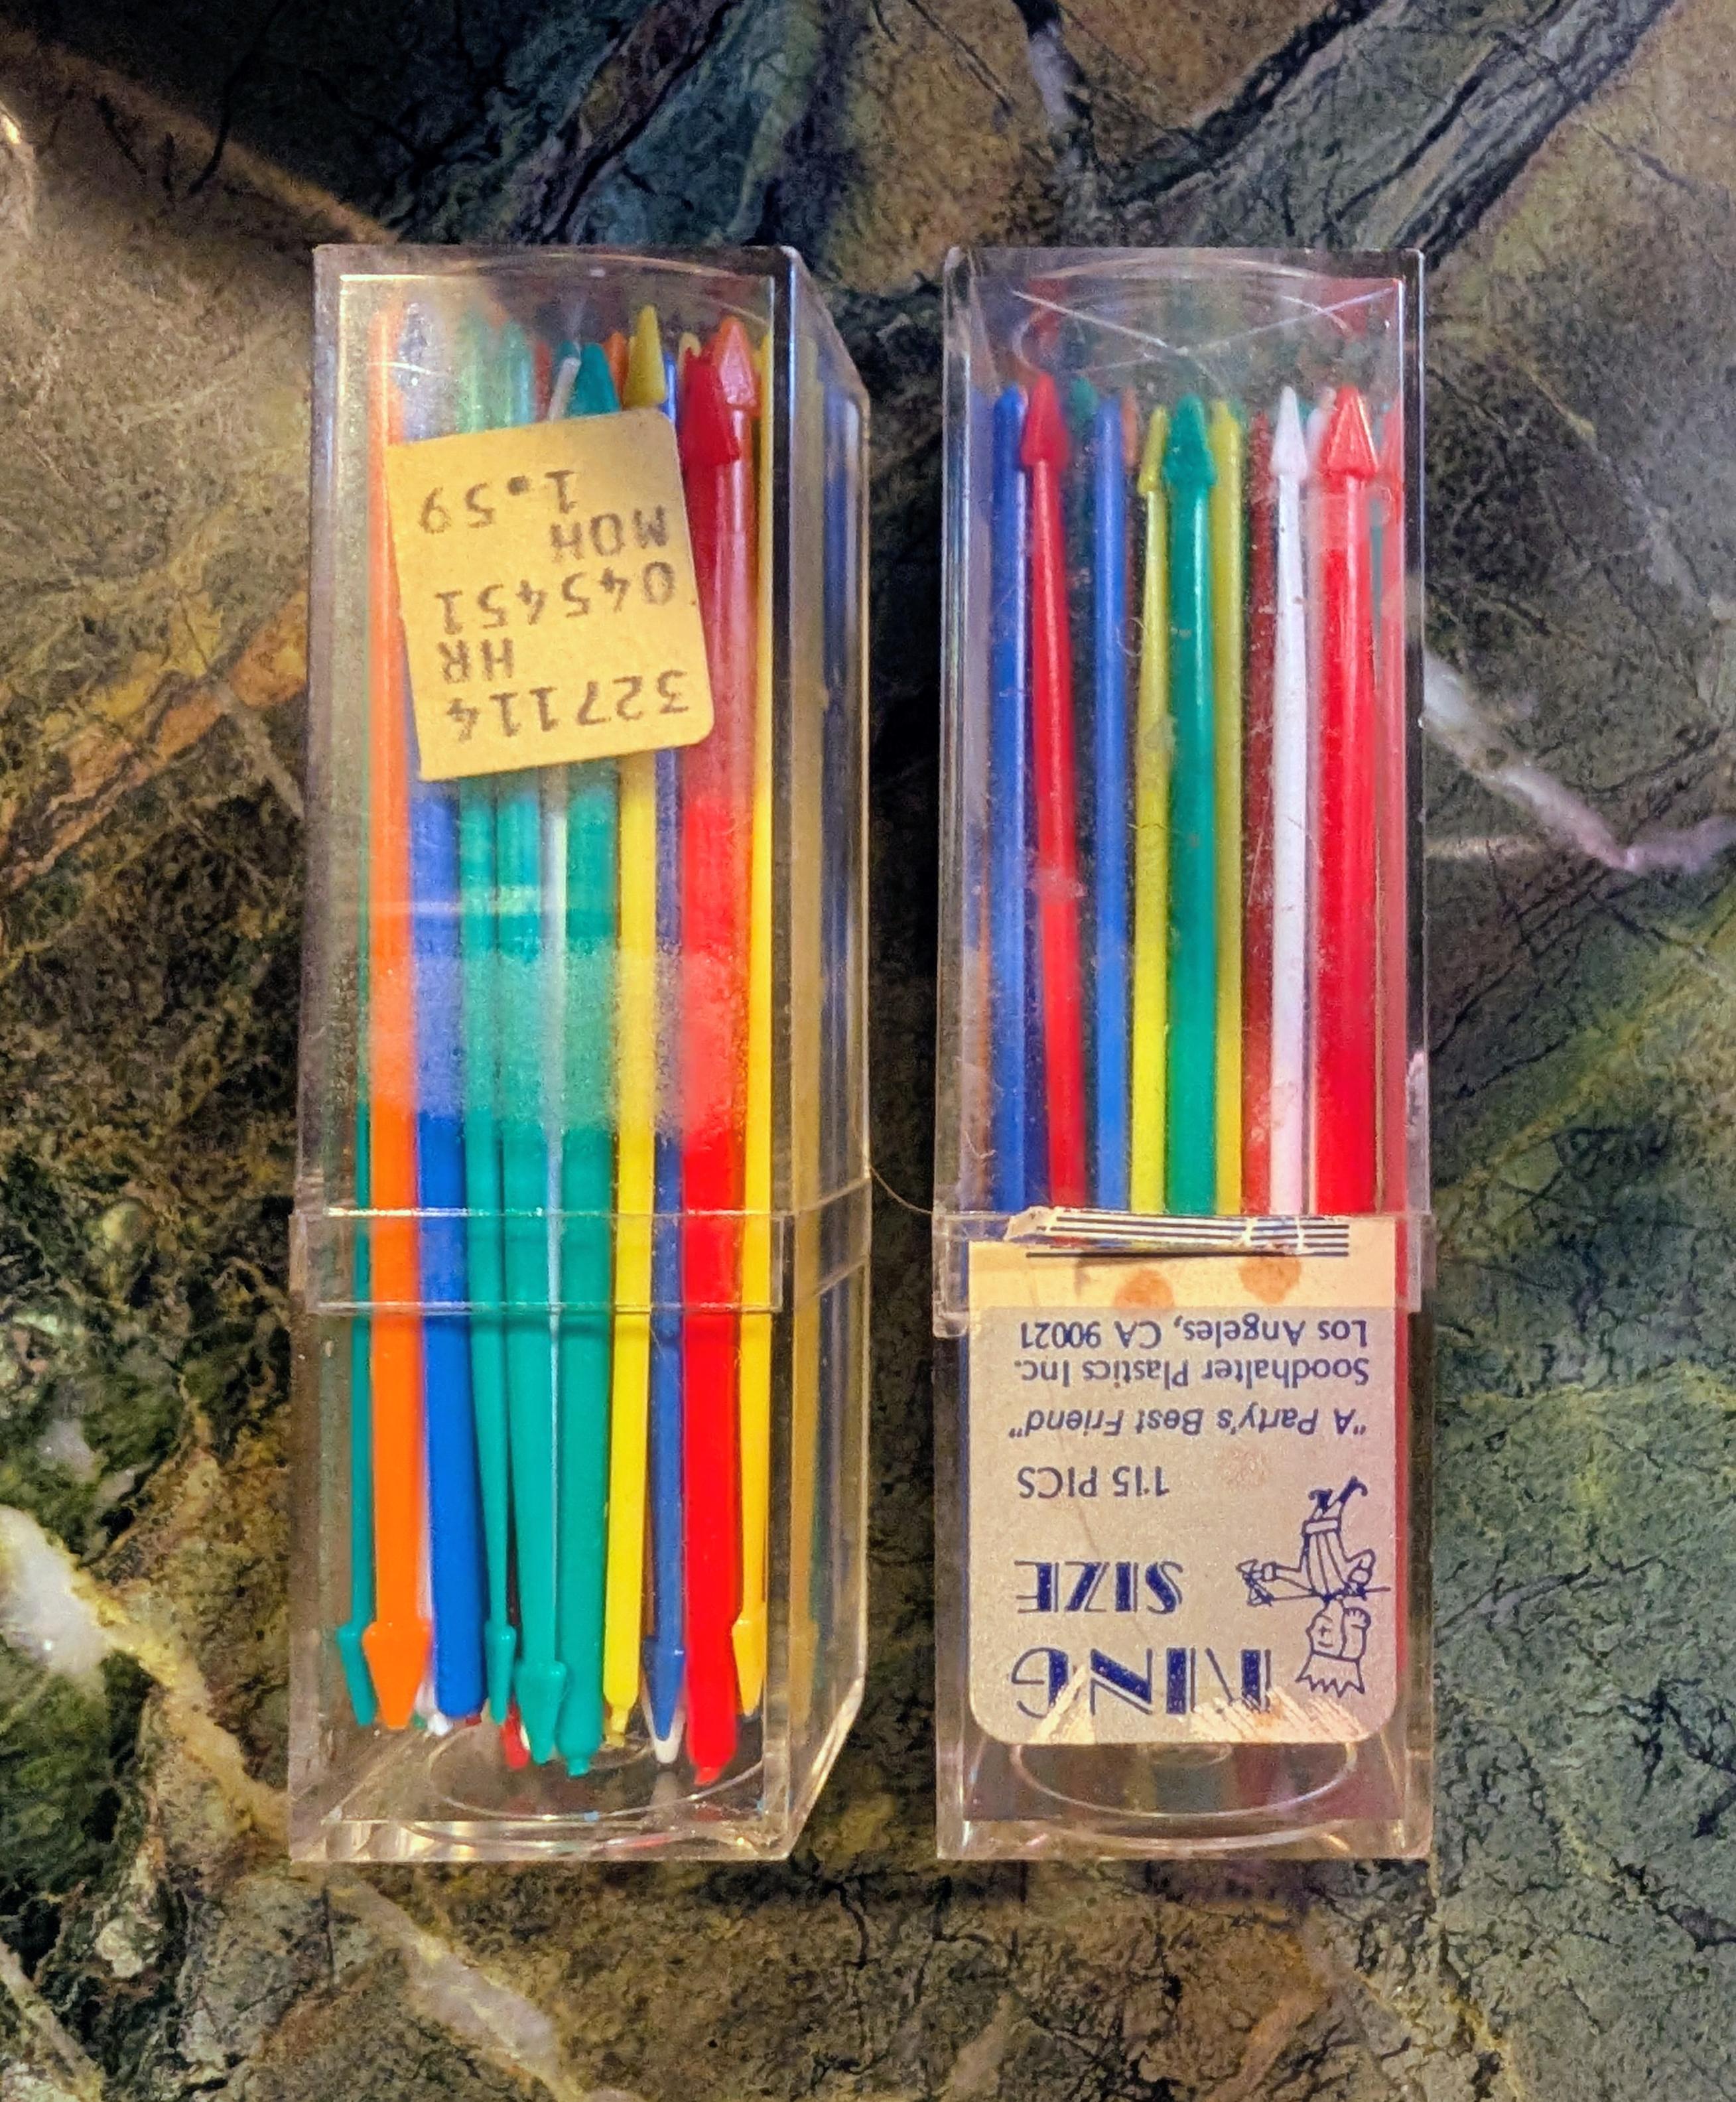 327114
HR
045451
MOH
1.59
KING
SIZE
115 PICS
"A Party's Best Friend"
Soodhalter Plastics Inc.
Los Angeles, CA 90021